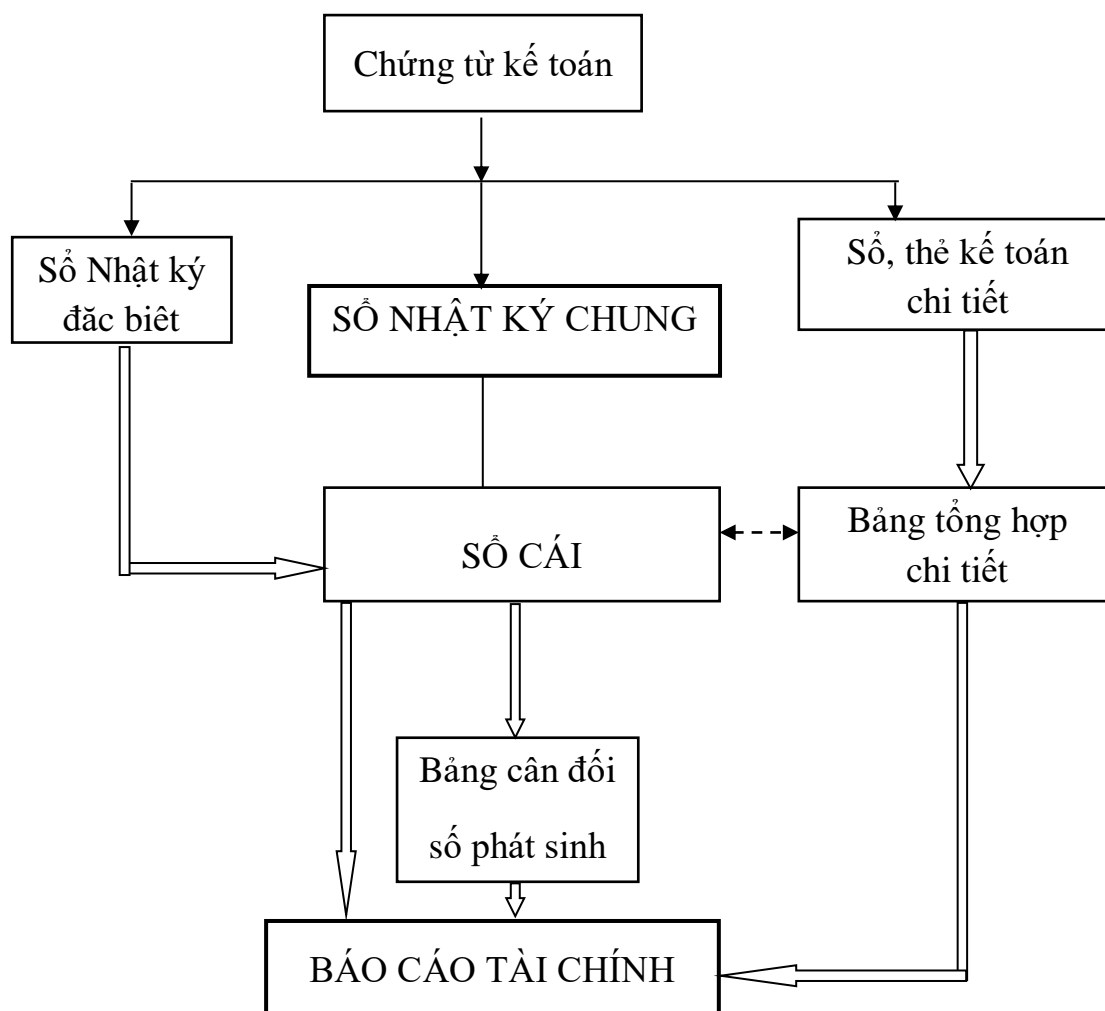 Chứng từ kế toán
Sổ Nhật ký
đăc biêt
SỔ NHẬT KÝ CHUNG
Sổ, thẻ kế toán
chi tiết
SỔ CÁI
Bảng tổng hợp
chi tiết
Bảng cân đối
số phát sinh
BÁO CÁO TÀI CHÍNH